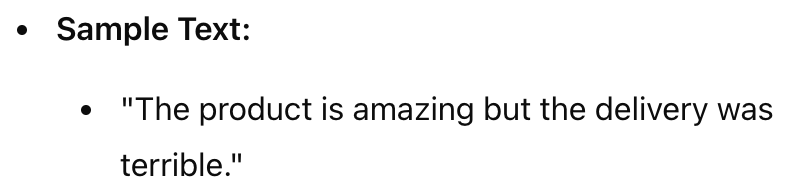 • Sample Text:
• "The product is amazing but the delivery was
terrible."